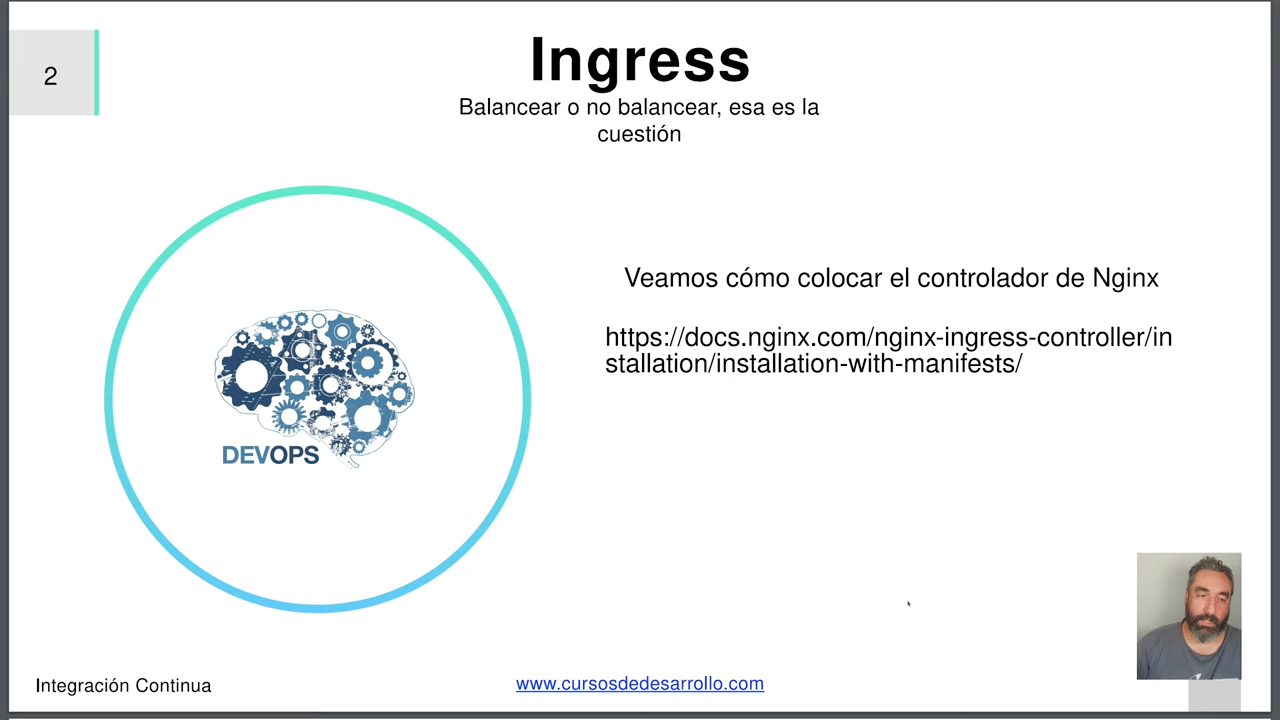 2
Ingress
Balancear o no balancear, esa es la
cuestión
Veamos cómo colocar el controlador de Nginx
https://docs.nginx.com/nginx-ingress-controller/in
stallation/installation-with-manifests/
DEVOPS
Integración Continua
www.cursosdedesarrollo.com